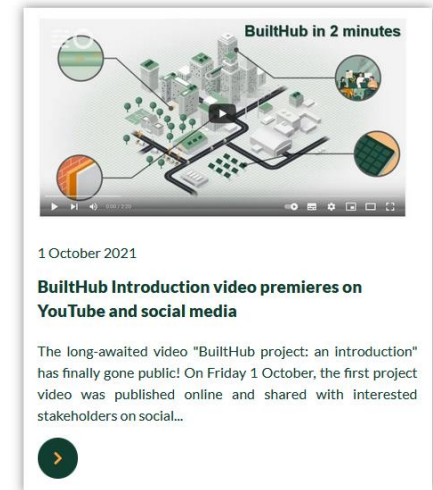 BuiltHub in 2 minutes
1 October 2021
BuiltHub Introduction video premieres on
YouTube and social media
The long-awaited video "BuiltHub project: an introduction"
has finally gone public! On Friday 1 October, the first project
video was published online and shared with interested
stakeholders on social...